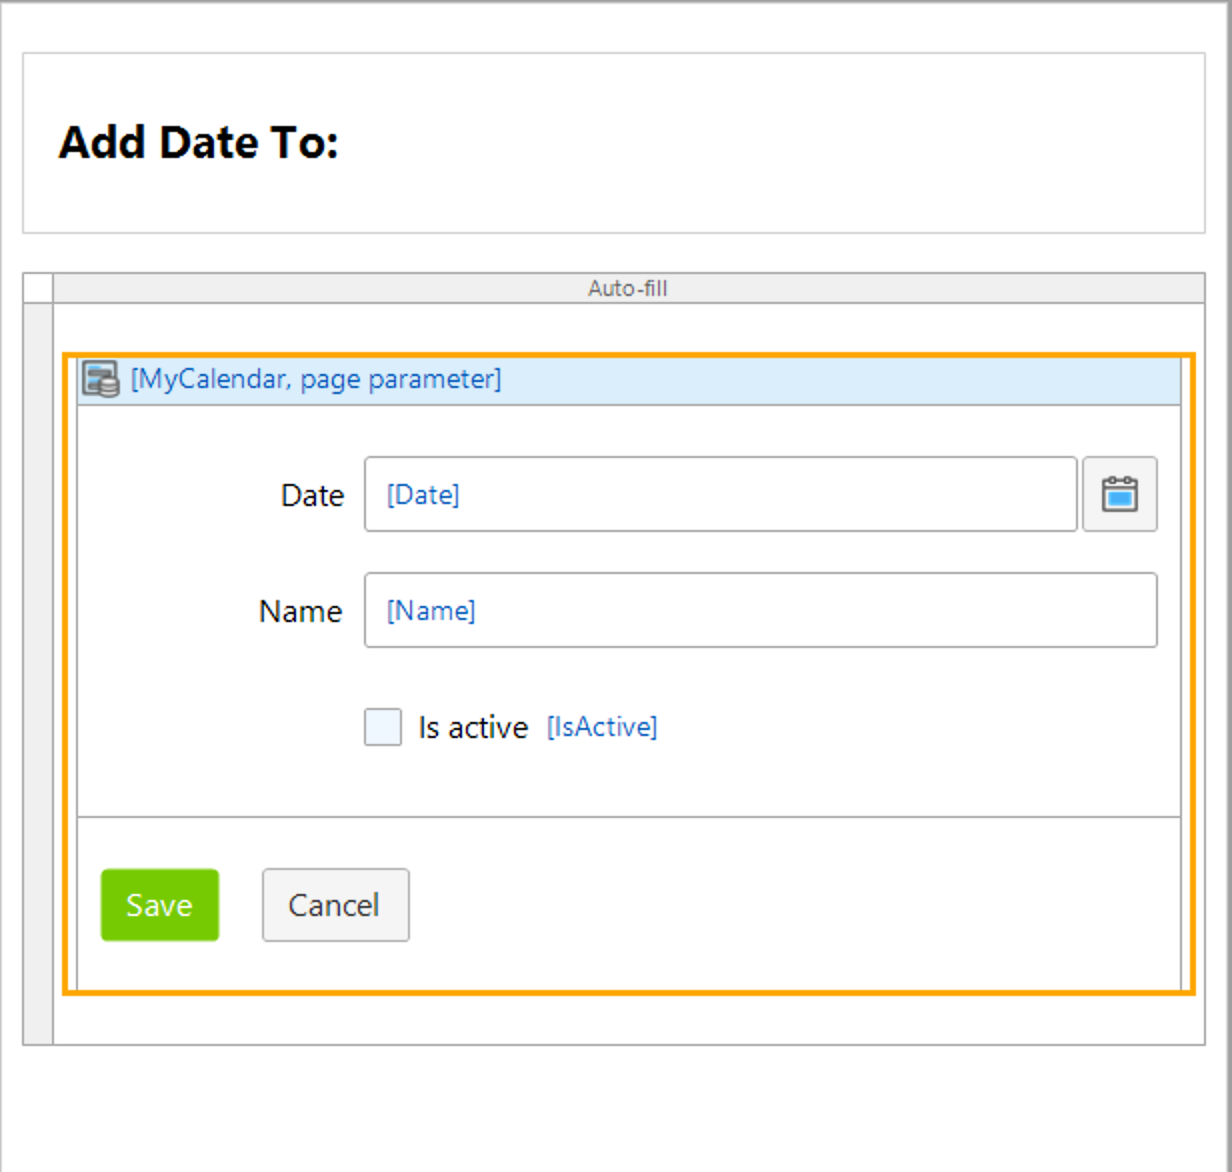 Add Date To:
Auto-fill
[MyCalendar, page parameter]
Date [Date]
Name [Name]
Is active [IsActive]
Save Cancel